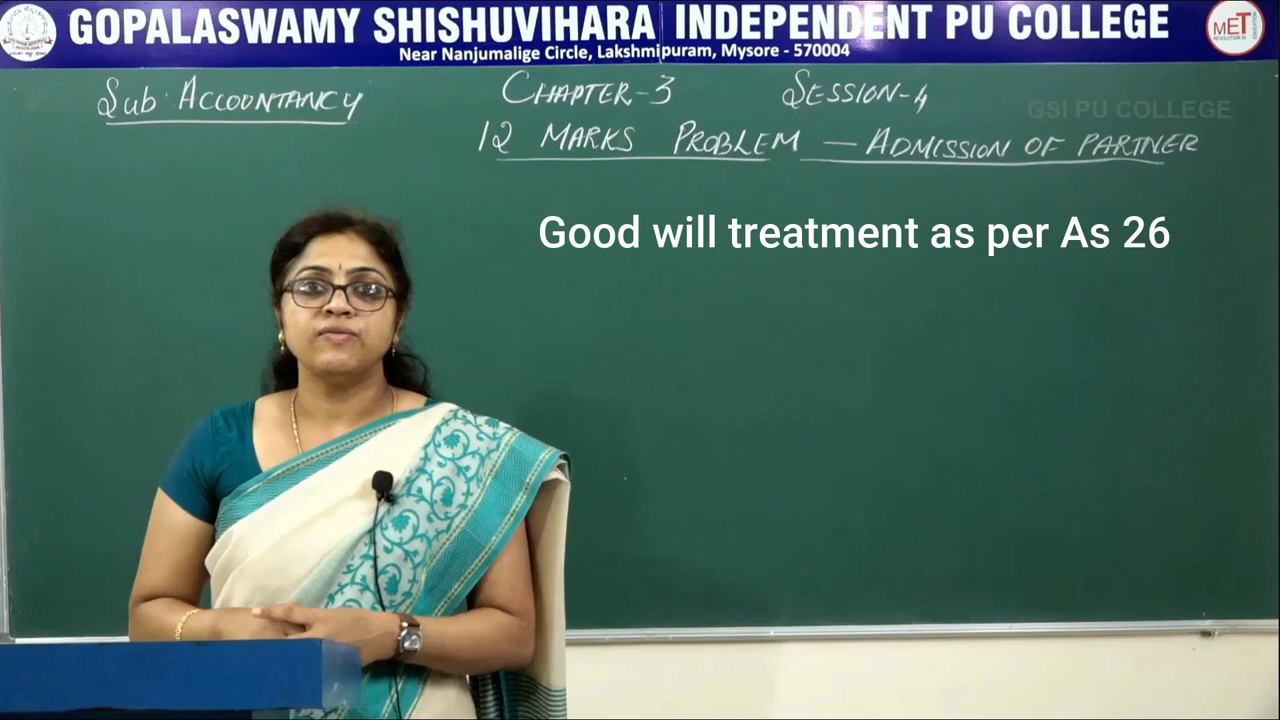 GOPALASWAMY SHISHUVIHARA INDEPENDENT PU COLLEGE
Near Nanjumalige Circle, Lakshmipuram, Mysore - 570004
MET
Sub: ACCOUNTANCY CHAPTER-3 SESSION-4
GSI PU COLLEGE
12 MARKS PROBLEM — ADMISSION OF PARTNER
Good will treatment as per As 26